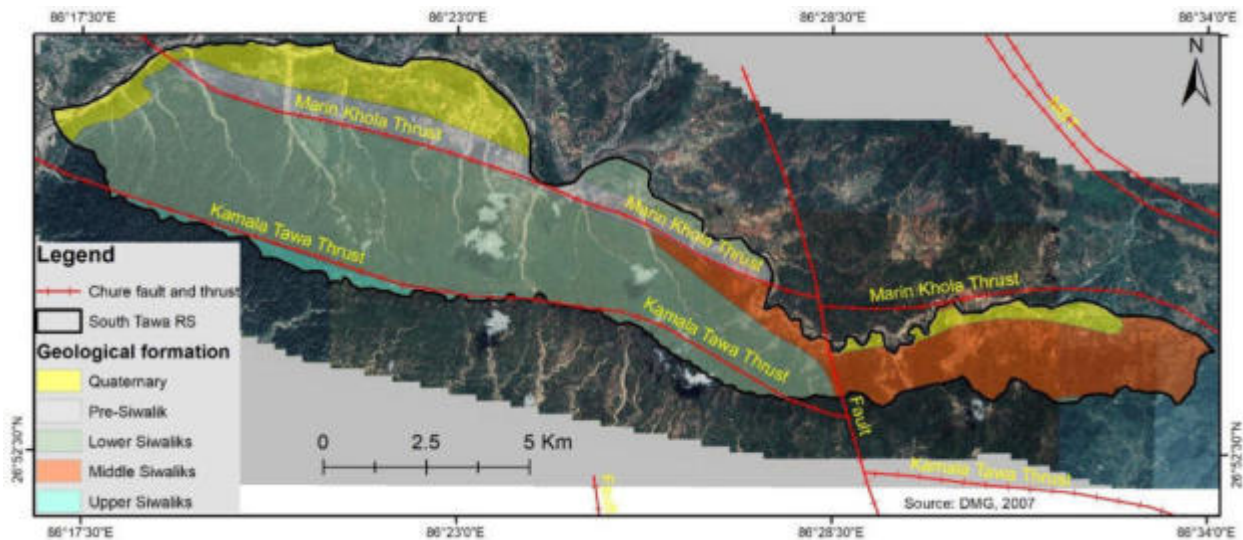 86°17'30"E 86°23'0"E 86°28'30"E 86°34'0"E
N
Marin Khola Thrust
Marin Khola Thrust
Kamala Tawa Thrust
Marin Khola Thrust
Kamala Tawa Thrust
Fault
Legend
Chure fault and thrust
South Tawa RS
Geological formation
Quaternary
Pre-Siwalik
Lower Siwaliks
Middle Siwaliks
Upper Siwaliks
0 2.5 5 Km
26°52'30"N
26°52'30"N
Kamala Tawa Thrust
Fault
Source: DMG, 2007
86°17'30"E 86°23'0"E 86°28'30"E 86°34'0"E